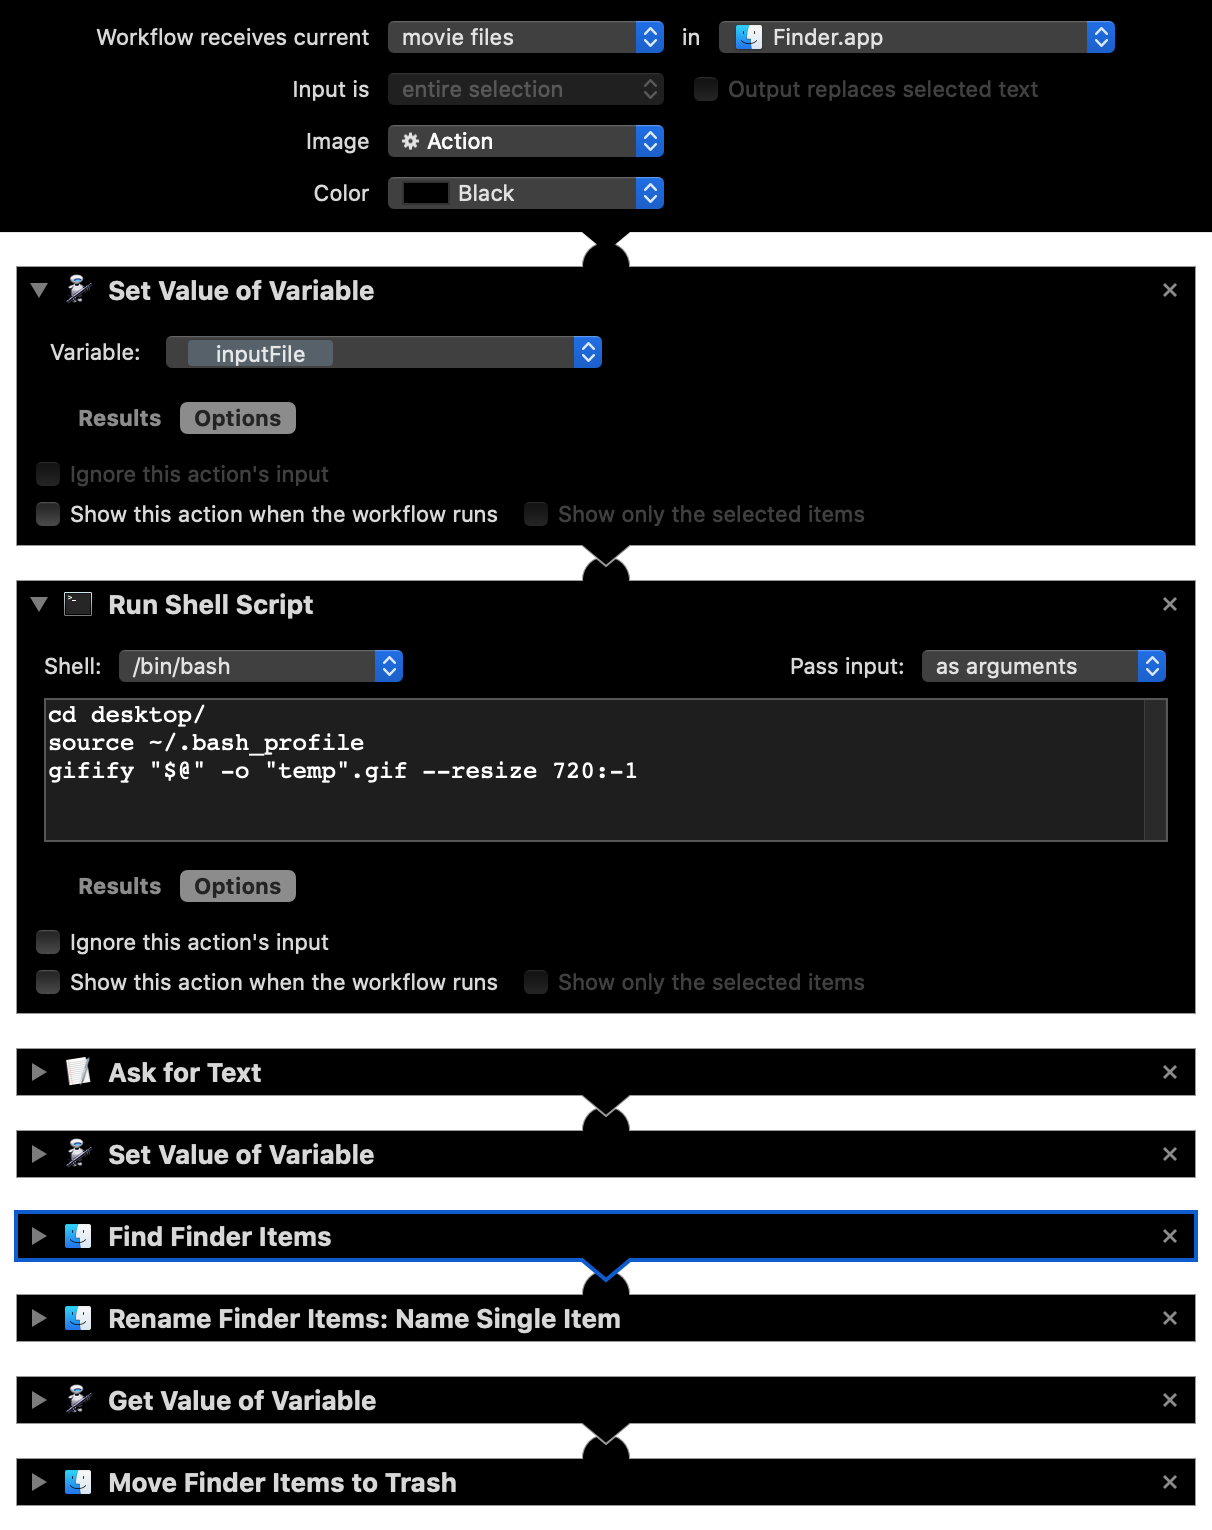 Workflow receives current movie files in Finder.app
Input is entire selection Output replaces selected text
Image Action
Color Black
Set Value of Variable
Variable: inputFile
Results Options
Ignore this action's input
Show this action when the workflow runs Show only the selected items
Run Shell Script
Shell: /bin/bash Pass input: as arguments
cd desktop/
source ~/.bash_profile
gifify "$@" -o "temp".gif --resize 720:-1
Results Options
Ignore this action's input
Show this action when the workflow runs Show only the selected items
Ask for Text
Set Value of Variable
Find Finder Items
Rename Finder Items: Name Single Item
Get Value of Variable
Move Finder Items to Trash